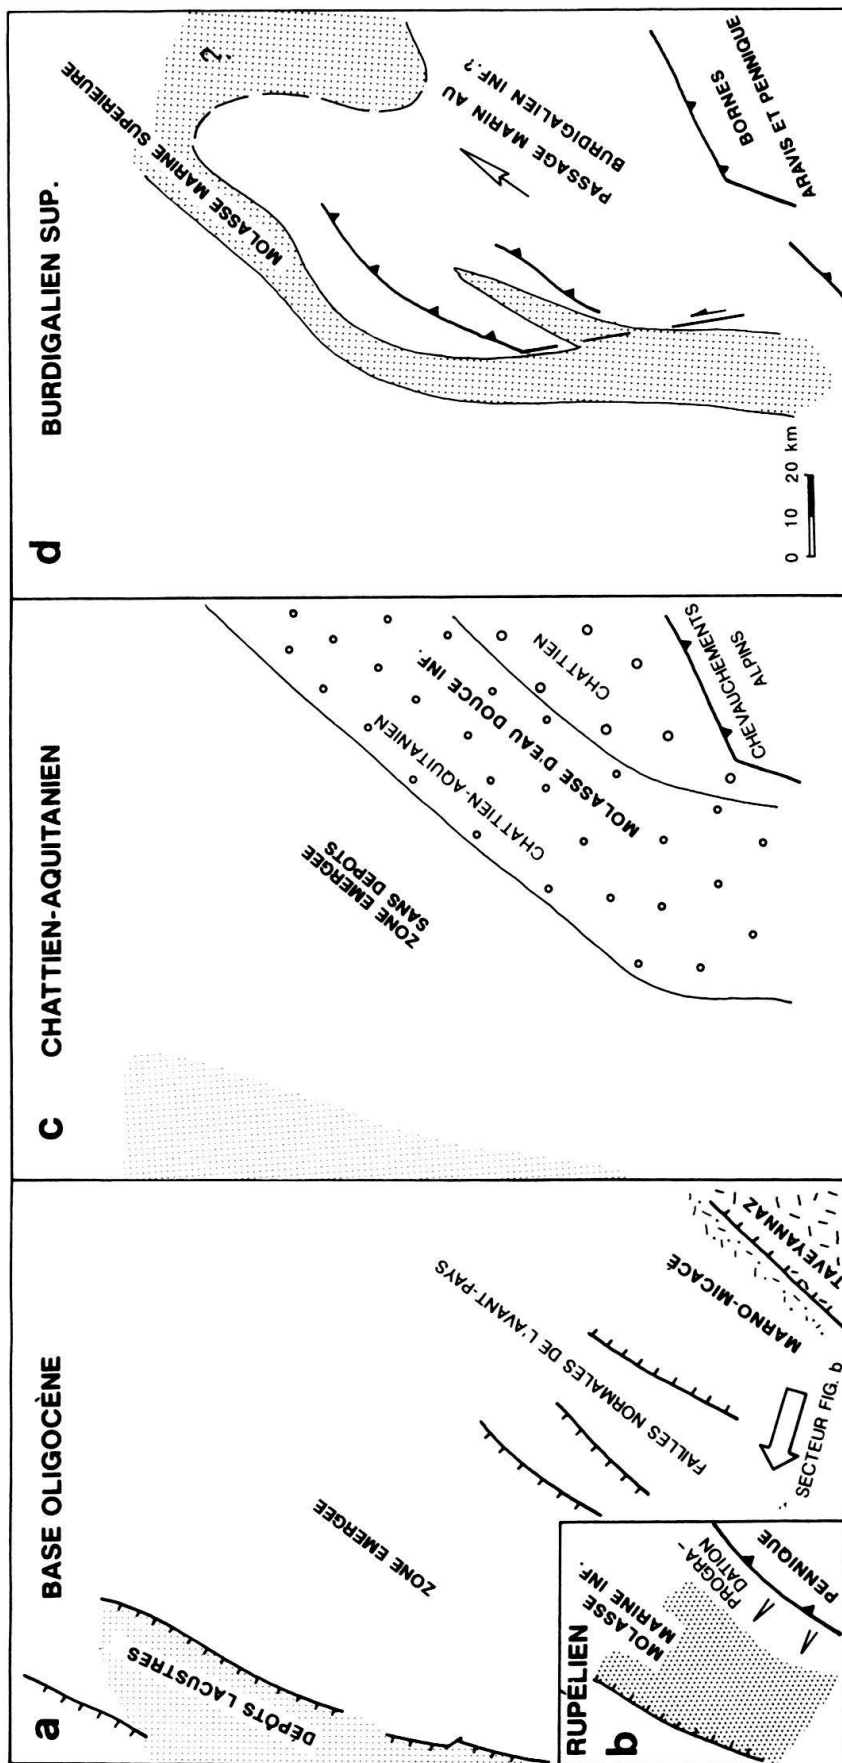 a
BASE OLIGOCÈNE
DÉPÔTS LACUSTRES
ZONE EMERGEE
FAILLES NORMALES DE L'AVANT-PAYS
MARNO-MICACÉ
TAVEYANNAZ
SECTEUR FIG. b
RUPÉLIEN
b
MOLASSE
MARINE INF.
PROGRA-
DATION
PENNIQUE
c
CHATTIEN-AQUITANIEN
ZONE EMERGEE
SANS DEPOTS
CHATTIEN-AQUITANIEN
MOLASSE D'EAU DOUCE INF.
CHATTIEN
CHEVAUCHEMENTS
ALPINS
d
BURDIGALIEN SUP.
MOLASSE MARINE SUPERIEURE
?
PASSAGE MARIN AU
BURDIGALIEN INF.?
BORNES
ARAVIS ET PENNIQUE
0 10 20 km